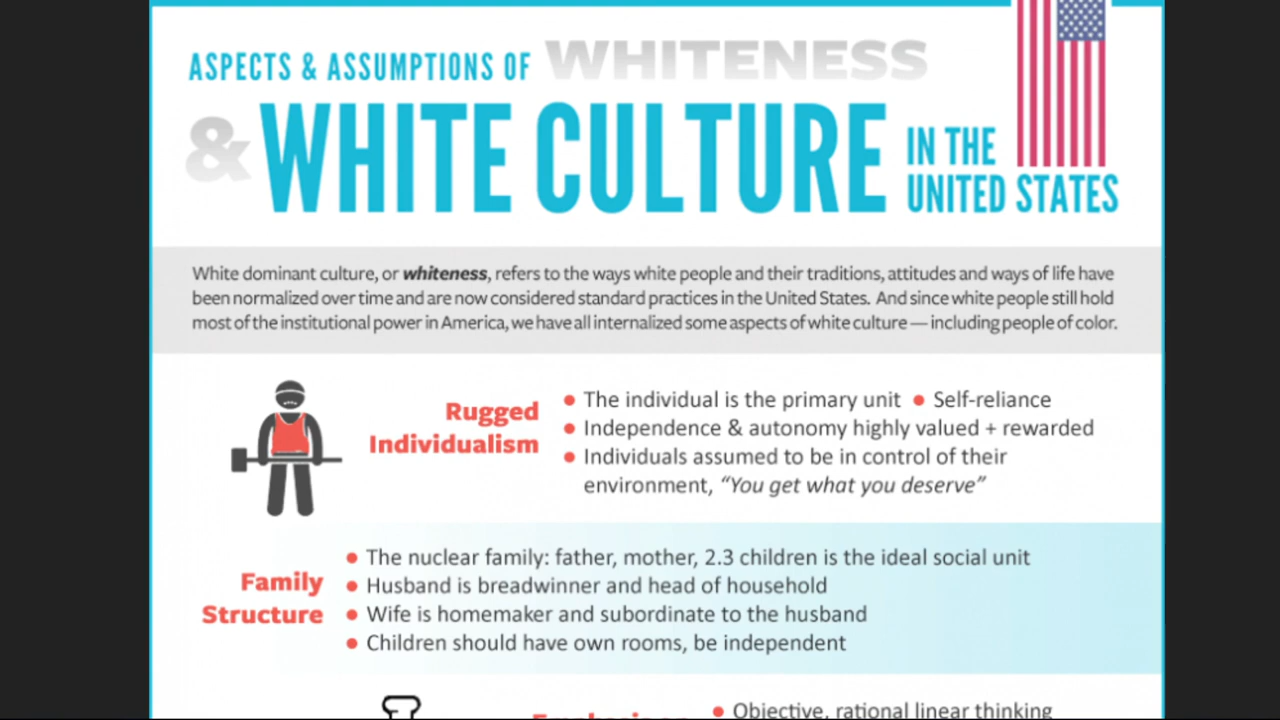 ASPECTS & ASSUMPTIONS OF WHITENESS
& WHITE CULTURE IN THE
UNITED STATES
White dominant culture, or whiteness, refers to the ways white people and their traditions, attitudes and ways of life have
been normalized over time and are now considered standard practices in the United States. And since white people still hold
most of the institutional power in America, we have all internalized some aspects of white culture — including people of color.
Rugged
Individualism
• The individual is the primary unit • Self-reliance
• Independence & autonomy highly valued + rewarded
• Individuals assumed to be in control of their
environment, “You get what you deserve”
Family
Structure
• The nuclear family: father, mother, 2.3 children is the ideal social unit
• Husband is breadwinner and head of household
• Wife is homemaker and subordinate to the husband
• Children should have own rooms, be independent
• Objective, rational linear thinking